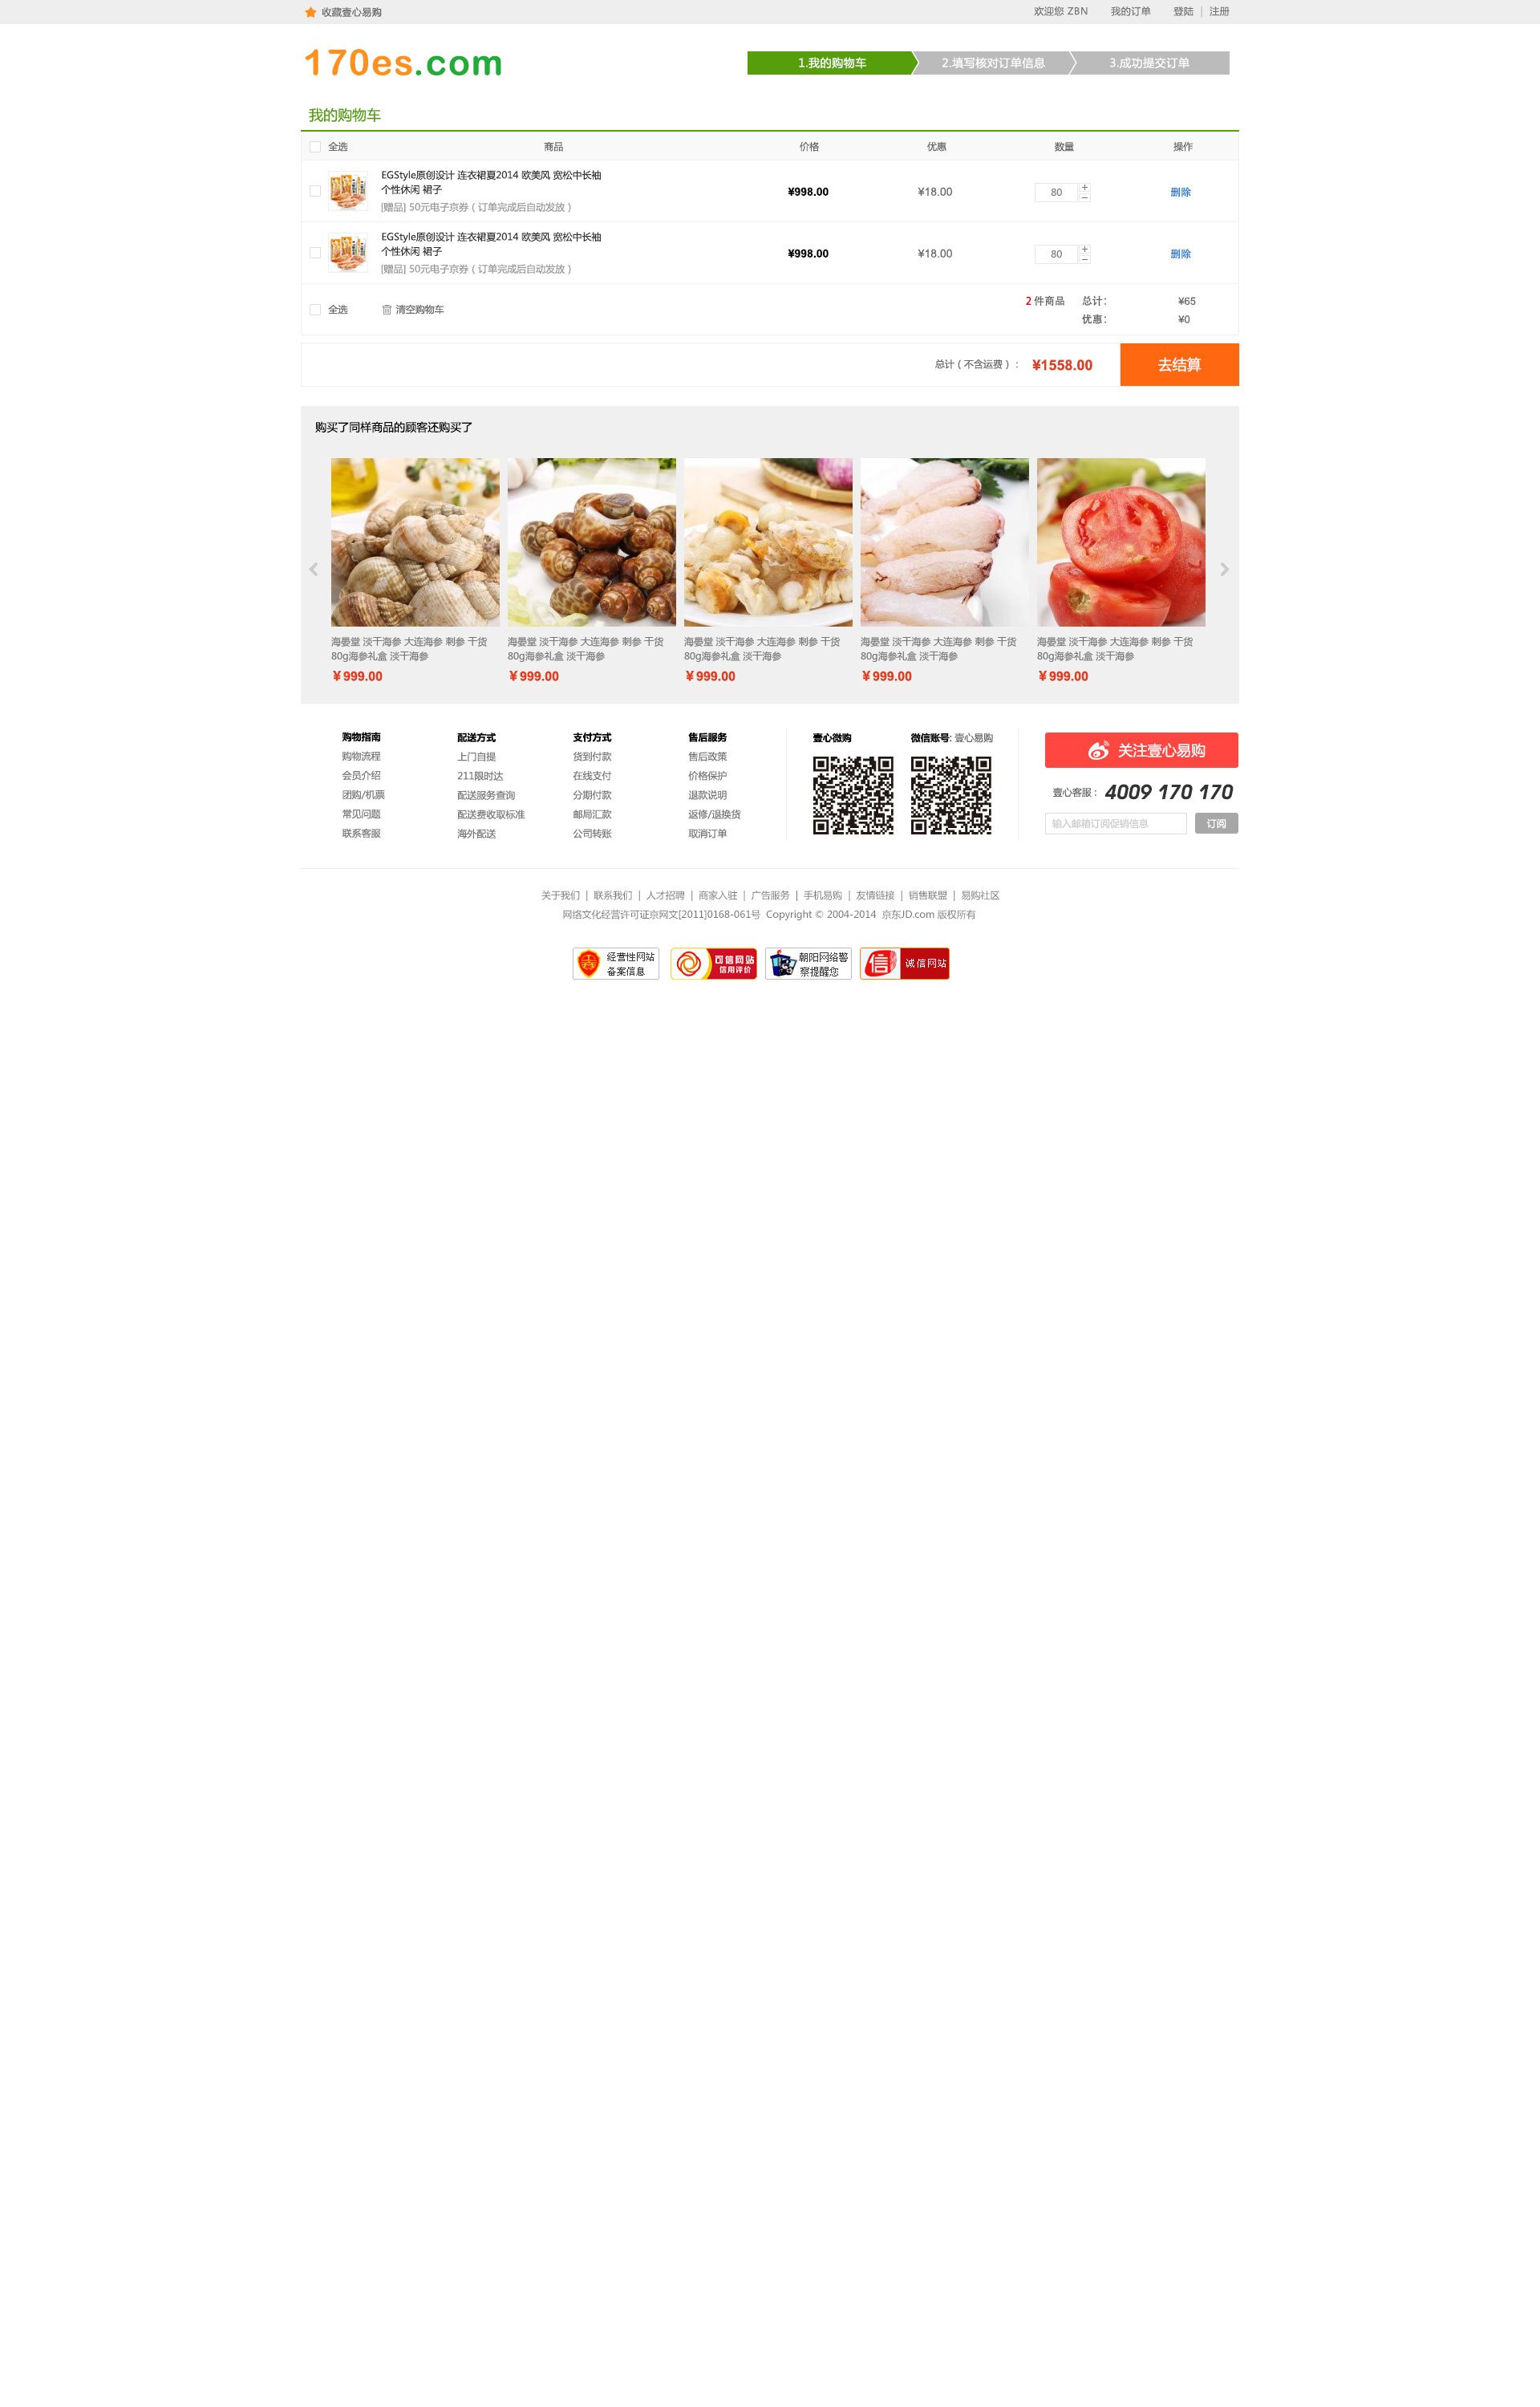 收藏壹心易购
欢迎您 ZBN 我的订单 登陆 | 注册
170es.com
1.我的购物车 2.填写核对订单信息 3.成功提交订单
我的购物车
全选 商品 价格 优惠 数量 操作
EGStyle原创设计 连衣裙夏2014 欧美风 宽松中长袖
个性休闲 裙子
[赠品] 50元电子京券（订单完成后自动发放）
¥998.00 ¥18.00 80 + − 删除
EGStyle原创设计 连衣裙夏2014 欧美风 宽松中长袖
个性休闲 裙子
[赠品] 50元电子京券（订单完成后自动发放）
¥998.00 ¥18.00 80 + − 删除
全选 清空购物车
2 件商品 总计： ¥65
优惠： ¥0
总计（不含运费）： ¥1558.00 去结算
购买了同样商品的顾客还购买了
海晏堂 淡干海参 大连海参 刺参 干货
80g海参礼盒 淡干海参
￥999.00
海晏堂 淡干海参 大连海参 刺参 干货
80g海参礼盒 淡干海参
￥999.00
海晏堂 淡干海参 大连海参 刺参 干货
80g海参礼盒 淡干海参
￥999.00
海晏堂 淡干海参 大连海参 刺参 干货
80g海参礼盒 淡干海参
￥999.00
海晏堂 淡干海参 大连海参 刺参 干货
80g海参礼盒 淡干海参
￥999.00
购物指南
购物流程
会员介绍
团购/机票
常见问题
联系客服
配送方式
上门自提
211限时达
配送服务查询
配送费收取标准
海外配送
支付方式
货到付款
在线支付
分期付款
邮局汇款
公司转账
售后服务
售后政策
价格保护
退款说明
返修/退换货
取消订单
壹心微购
微信账号: 壹心易购
关注壹心易购
壹心客服： 4009 170 170
输入邮箱订阅促销信息 订阅
关于我们 | 联系我们 | 人才招聘 | 商家入驻 | 广告服务 | 手机易购 | 友情链接 | 销售联盟 | 易购社区
网络文化经营许可证京网文[2011]0168-061号 Copyright © 2004-2014 京东JD.com 版权所有
经营性网站
备案信息
可信网站
信用评价
朝阳网络警
察提醒您
信 诚信网站